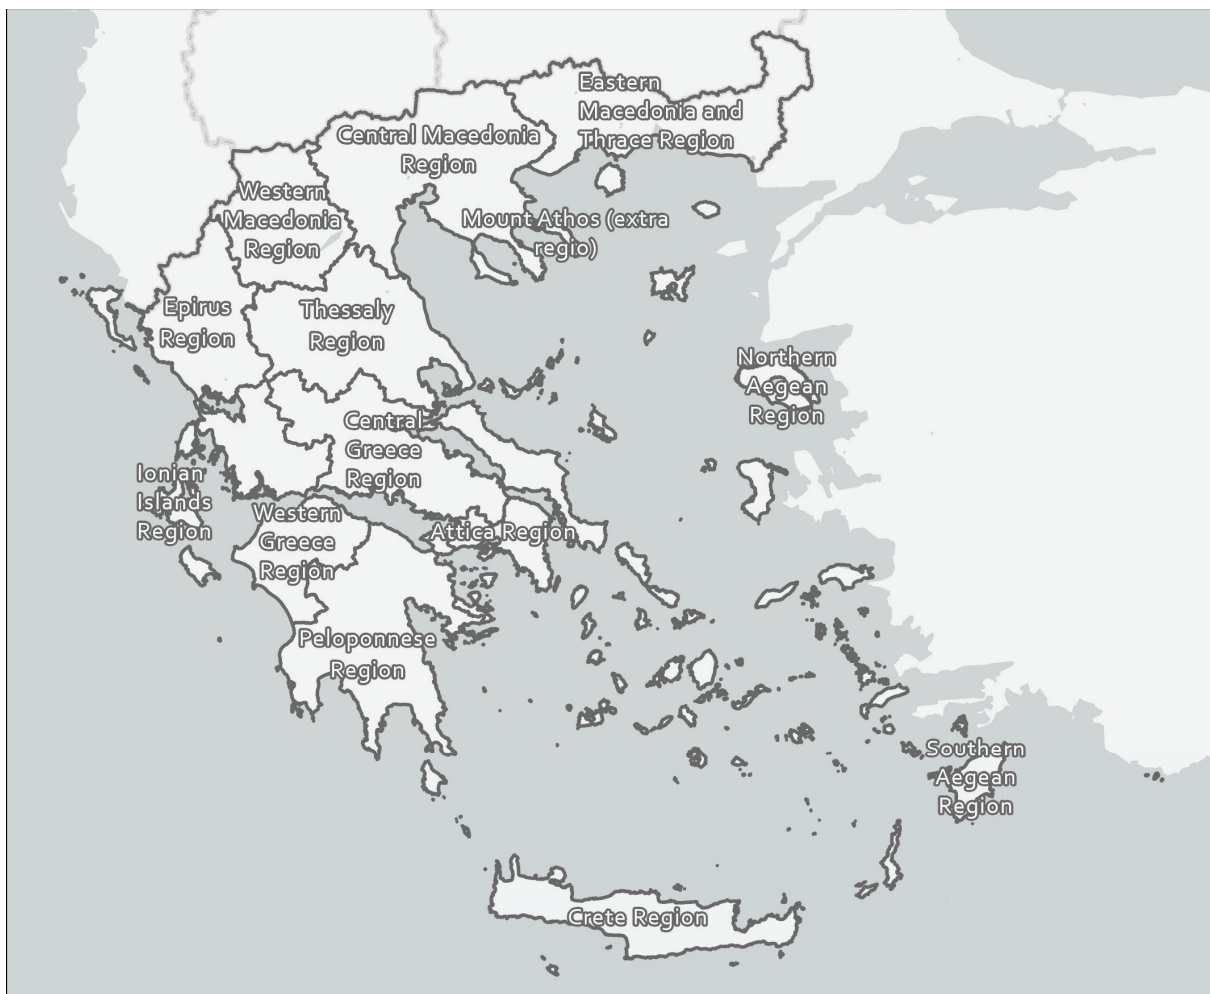 Eastern
Macedonia and
Thrace Region
Central Macedonia
Region
Western
Macedonia
Region
Mount Athos (extra
regio)
Epirus
Region
Thessaly
Region
Northern
Aegean
Region
Central
Greece
Region
Ionian
Islands
Region
Western
Greece
Region
Attica Region
Peloponnese
Region
Southern
Aegean
Region
Crete Region